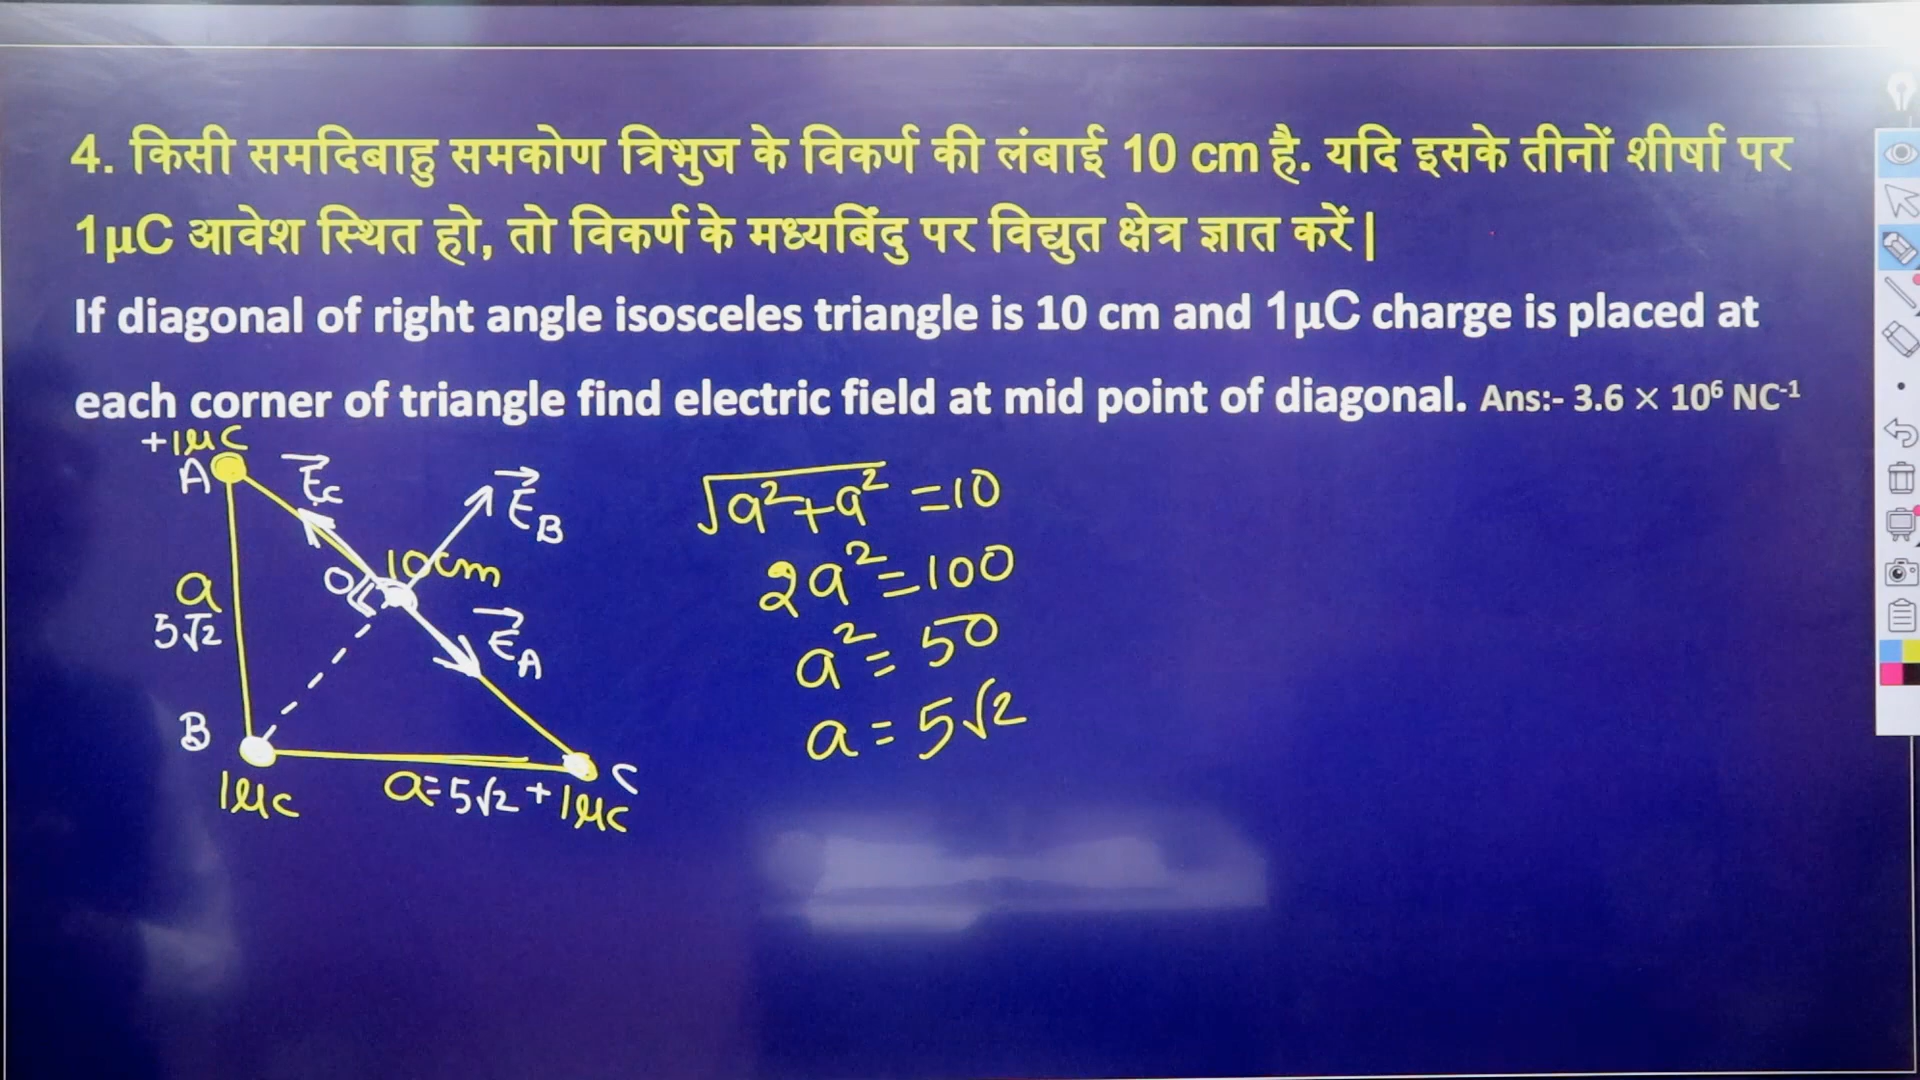 4. किसी समदिबाहु समकोण त्रिभुज के विकर्ण की लंबाई 10 cm है. यदि इसके तीनों शीर्षा पर
1μC आवेश स्थित हो, तो विकर्ण के मध्यबिंदु पर विद्युत क्षेत्र ज्ञात करें|
If diagonal of right angle isosceles triangle is 10 cm and 1μC charge is placed at
each corner of triangle find electric field at mid point of diagonal. Ans:- 3.6 × 10⁶ NC⁻¹
+1μC
A
E⃗c
E⃗B
10cm
O
a
5√2
E⃗A
B
1μC
a=5√2
+1μC
C
√a²+a² =10
2a²=100
a²= 50
a = 5√2